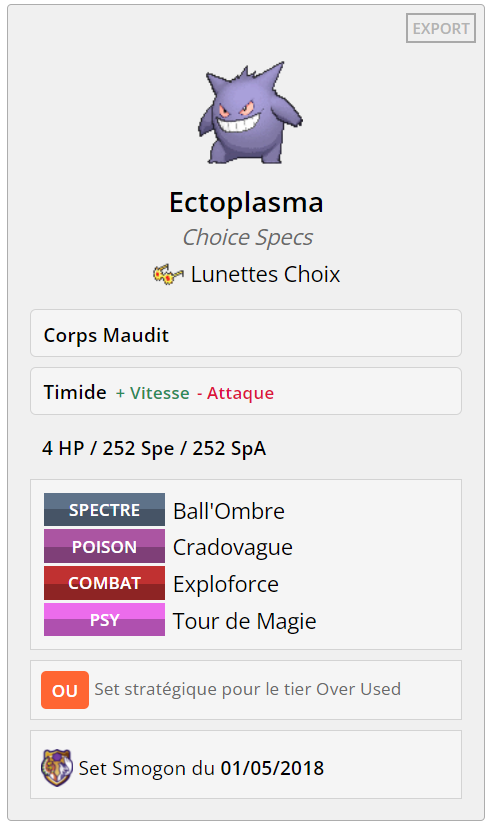 EXPORT
Ectoplasma
Choice Specs
Lunettes Choix
Corps Maudit
Timide + Vitesse - Attaque
4 HP / 252 Spe / 252 SpA
SPECTRE Ball'Ombre
POISON Cradovague
COMBAT Exploforce
PSY Tour de Magie
OU Set stratégique pour le tier Over Used
Set Smogon du 01/05/2018